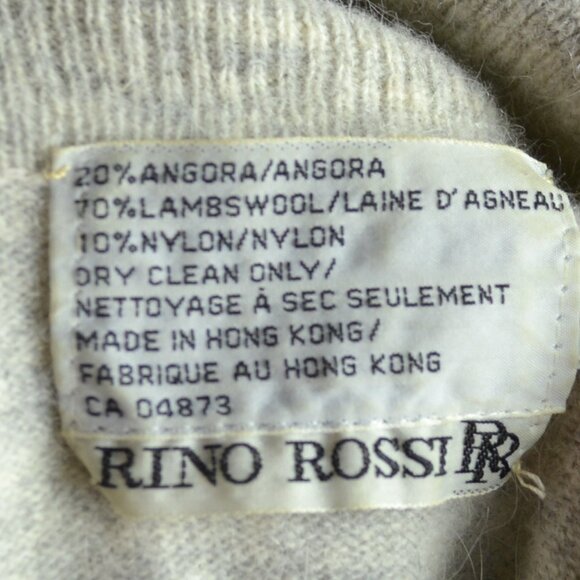 20% ANGORA/ANGORA
70% LAMBSWOOL/LAINE D'AGNEAU
10% NYLON/NYLON
DRY CLEAN ONLY/
NETTOYAGE À SEC SEULEMENT
MADE IN HONG KONG/
FABRIQUE AU HONG KONG
CA 04873
RINO ROSSI RR